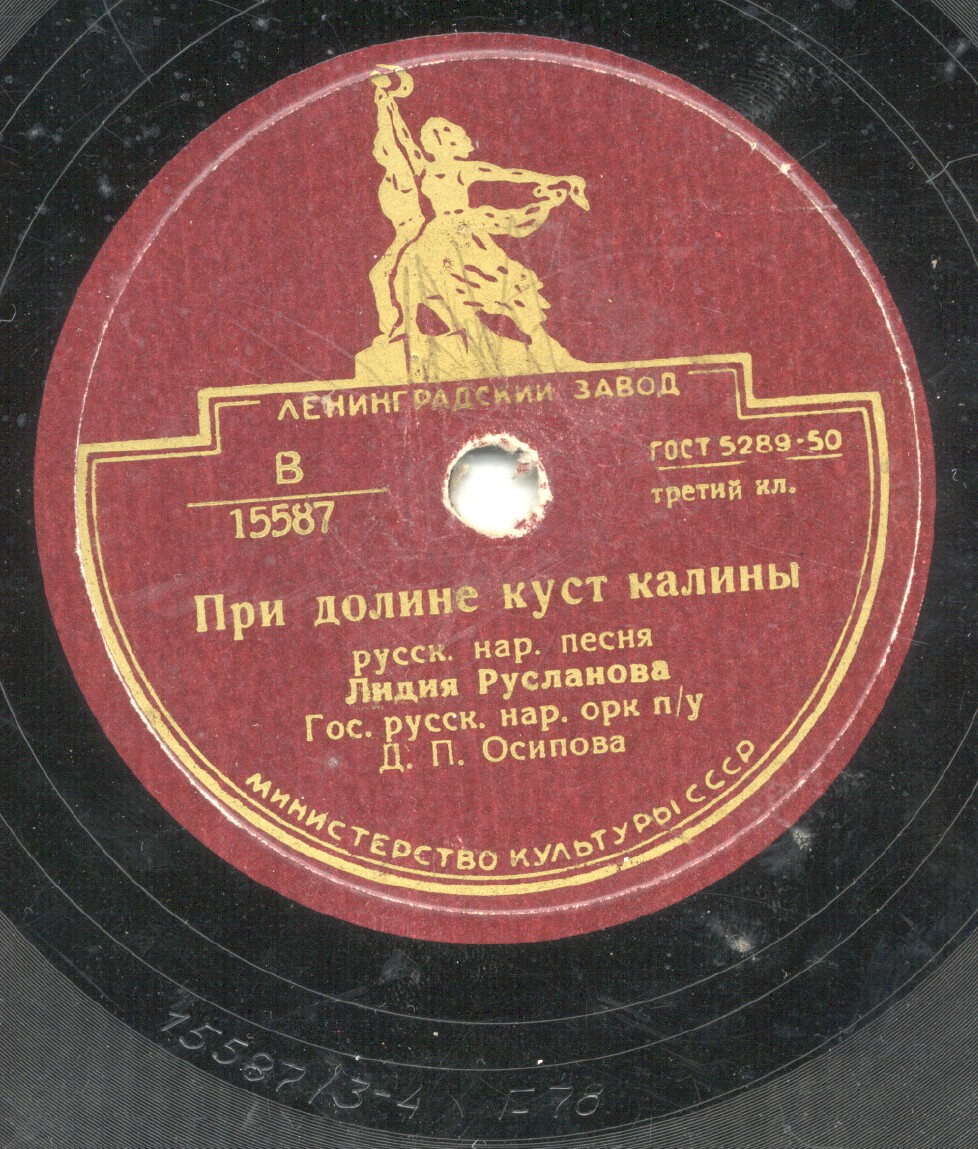 ЛЕНИНГРАДСКИЙ ЗАВОД
В
15587
ГОСТ 5289-50
третий кл.
При долине куст калины
русск. нар. песня
Лидия Русланова
Гос. русск. нар. орк п/у
Д. П. Осипова
МИНИСТЕРСТВО КУЛЬТУРЫ СССР
15587/3-4 Г-78